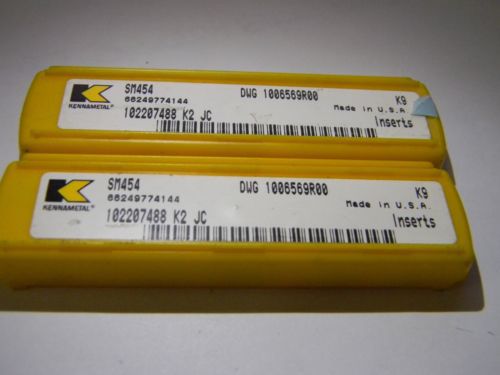 SM454 DWG 1006569R00 K9
66249774144 Made in U.S.A.
KENNAMETAL
102207488 K2 JC Inserts
SM454 DWG 1006569R00 K9
66249774144 Made in U.S.A.
KENNAMETAL
102207488 K2 JC Inserts